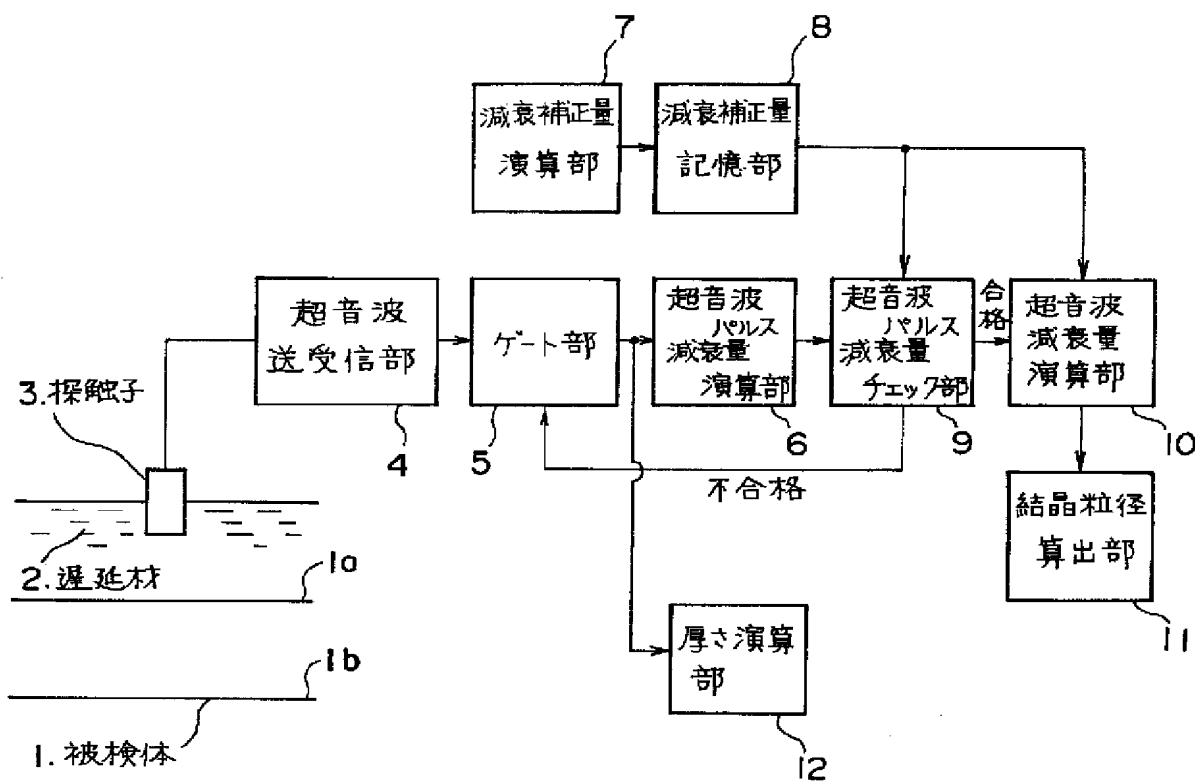 7
8
減衰補正量
演算部
減衰補正量
記憶部
超音波
送受信部
4
ゲート部
5
超音波
パルス
減衰量
演算部
6
超音波
パルス
減衰量
チェック部
9
合格
超音波
減衰量
演算部
10
不合格
3.探触子
2.遅延材
1a
1b
1.被検体
結晶粒径
算出部
11
厚さ演算
部
12